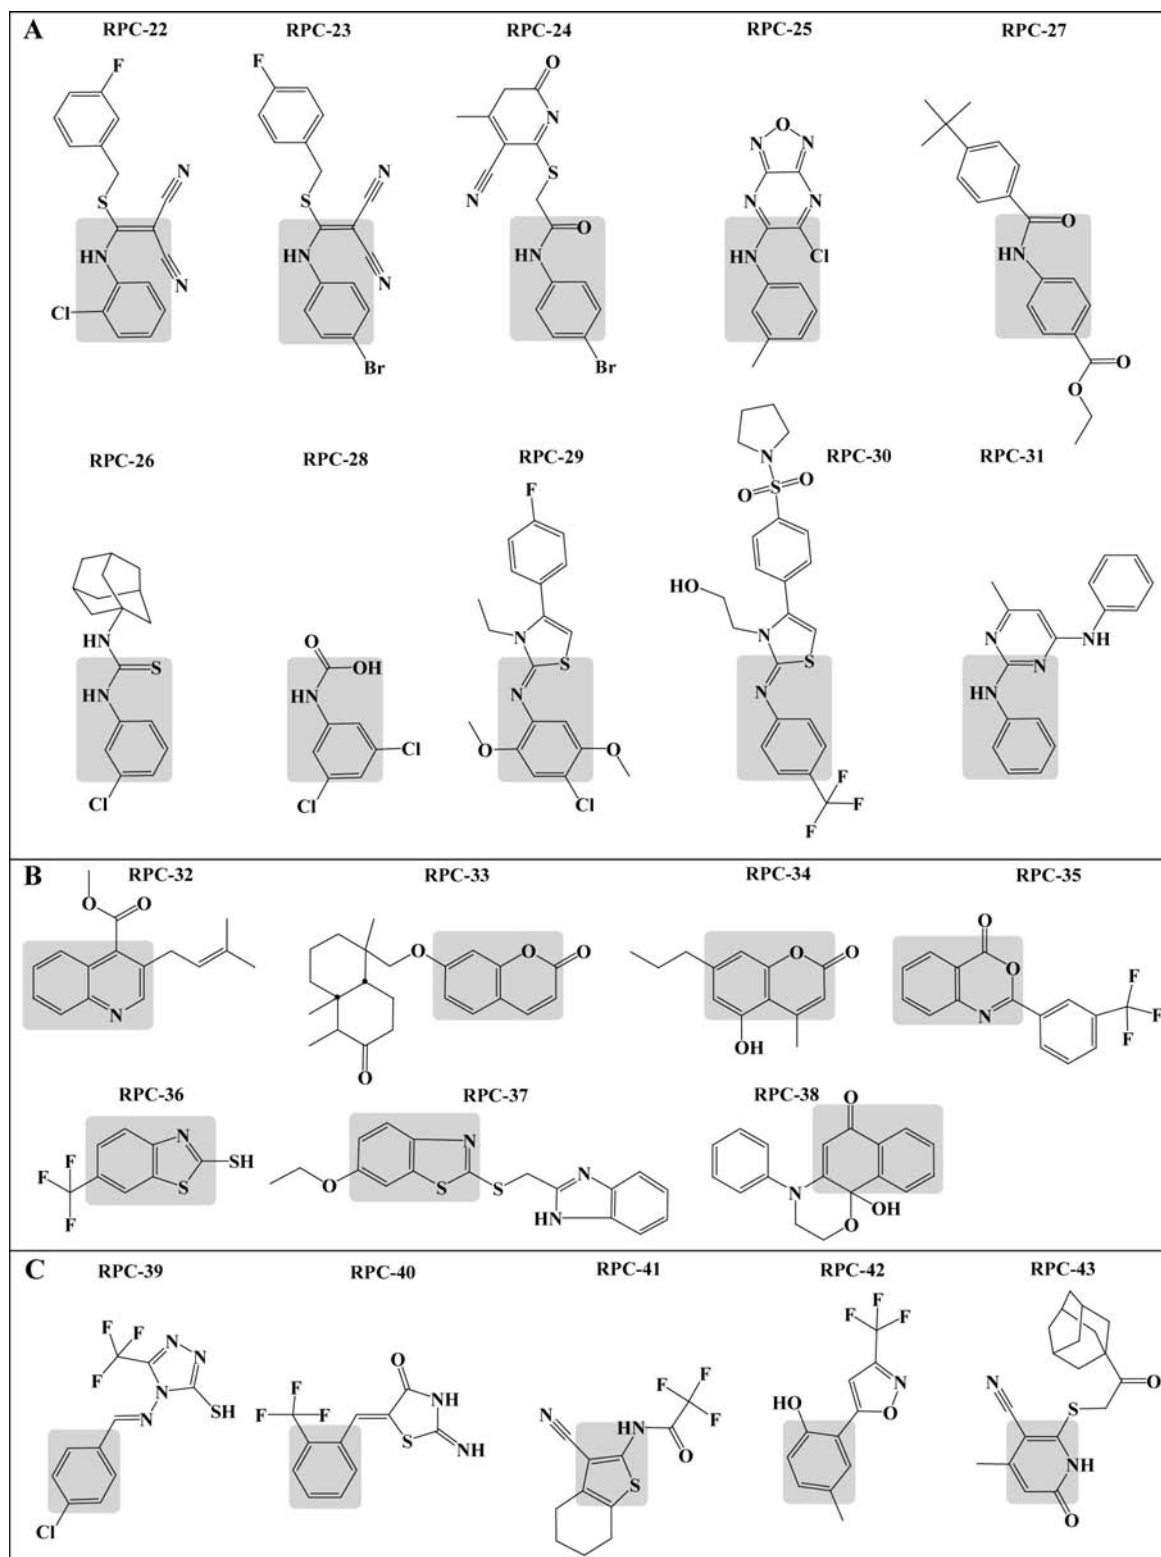 A
RPC-22 RPC-23 RPC-24 RPC-25 RPC-27
F
F
O
N
S
N
N O N
N N
N
S
N
N
HN
Cl
S
N
N
HN
Br
O
HN
Br
HN
Cl
O
HN
O
O
RPC-26 RPC-28 RPC-29 RPC-30 RPC-31
HN
S
HN
Cl
O
OH
HN
Cl
Cl
F
N
S
N
O
O
Cl
N
O S O
HO
N
S
N
F
F
F
N
N
NH
HN
B
RPC-32 RPC-33 RPC-34 RPC-35
O
O
N
O
O
O
O
O
O
OH
O
O
N
F
F
F
RPC-36 RPC-37 RPC-38
F
F
F
N
S
SH
O
N
S
S
N
HN
O
N
O
OH
C
RPC-39 RPC-40 RPC-41 RPC-42 RPC-43
F
F
F
N
N
N
SH
N
Cl
F
F
F
O
NH
S
NH
N
HN
S
O
F
F
F
F
F
F
N
O
HO
O
N
S
NH
O